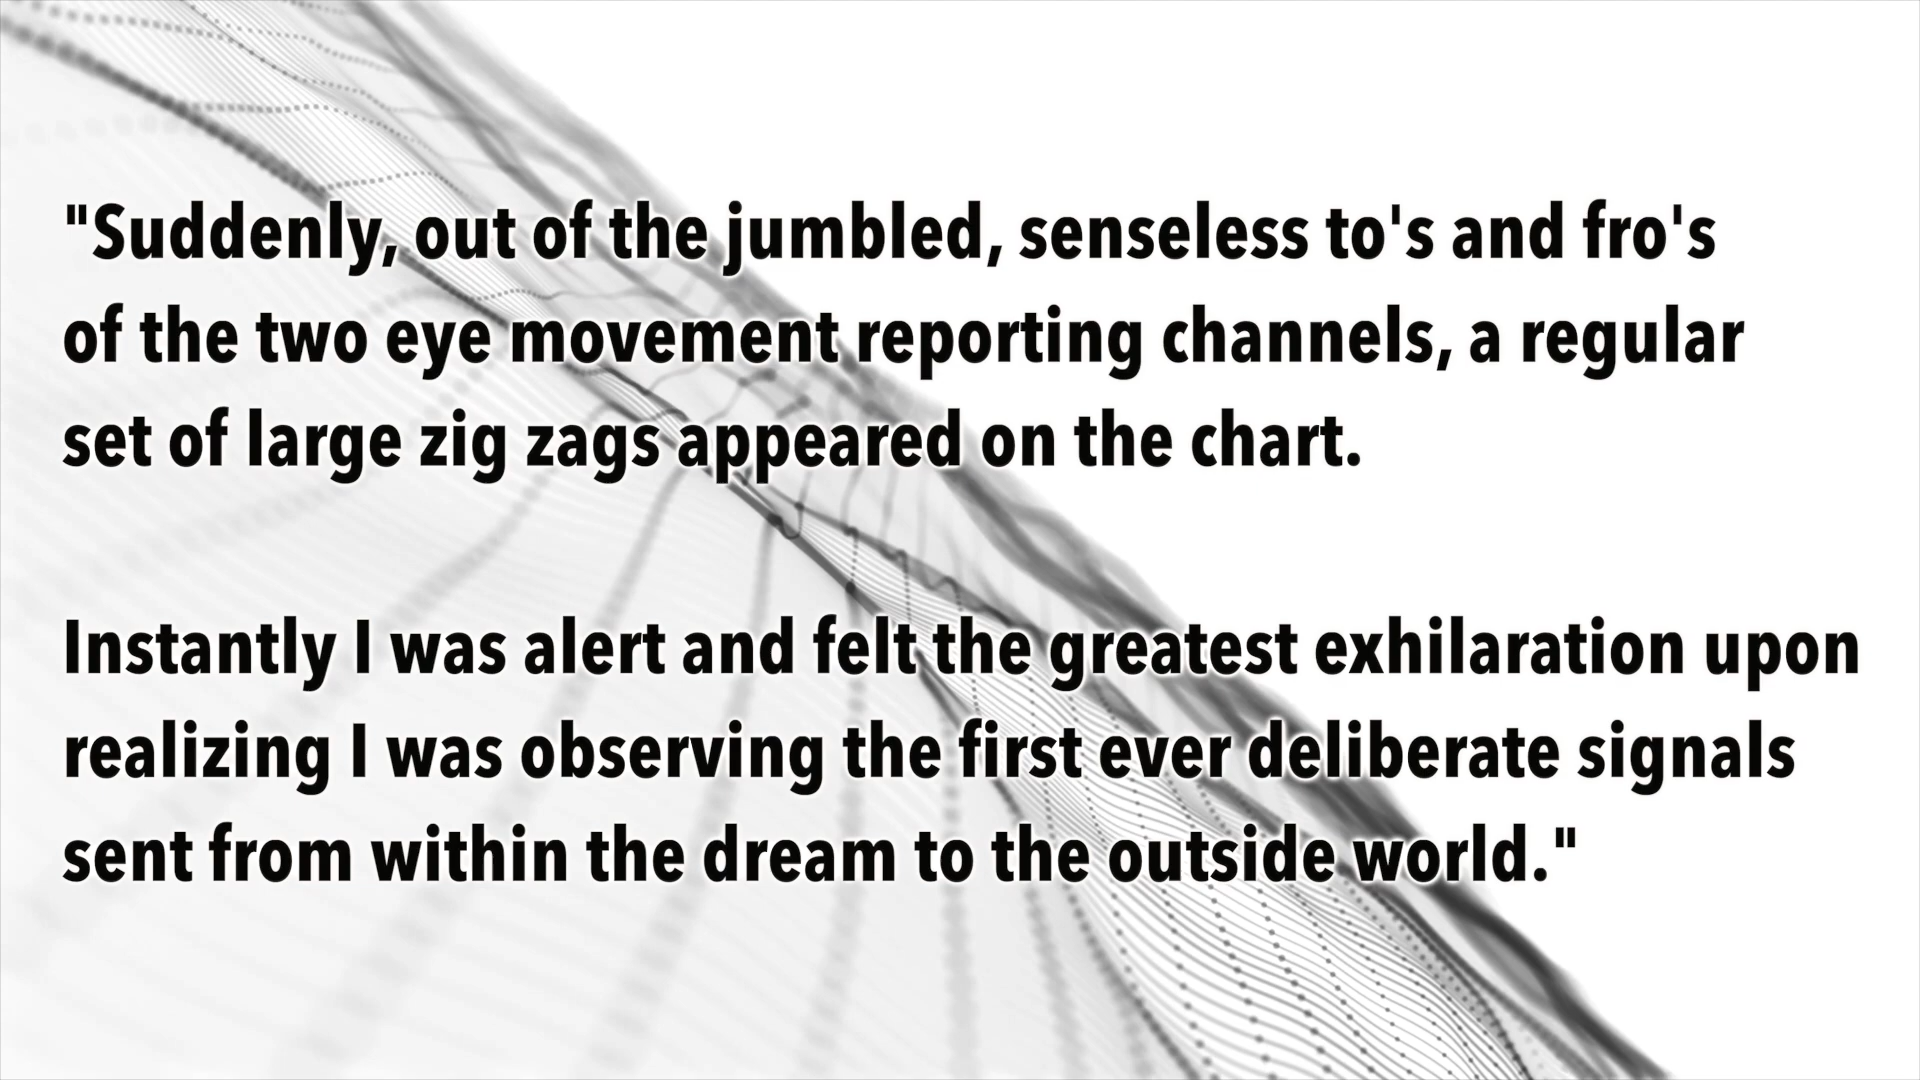 "Suddenly, out of the jumbled, senseless to's and fro's
of the two eye movement reporting channels, a regular
set of large zig zags appeared on the chart.
Instantly I was alert and felt the greatest exhilaration upon
realizing I was observing the first ever deliberate signals
sent from within the dream to the outside world."